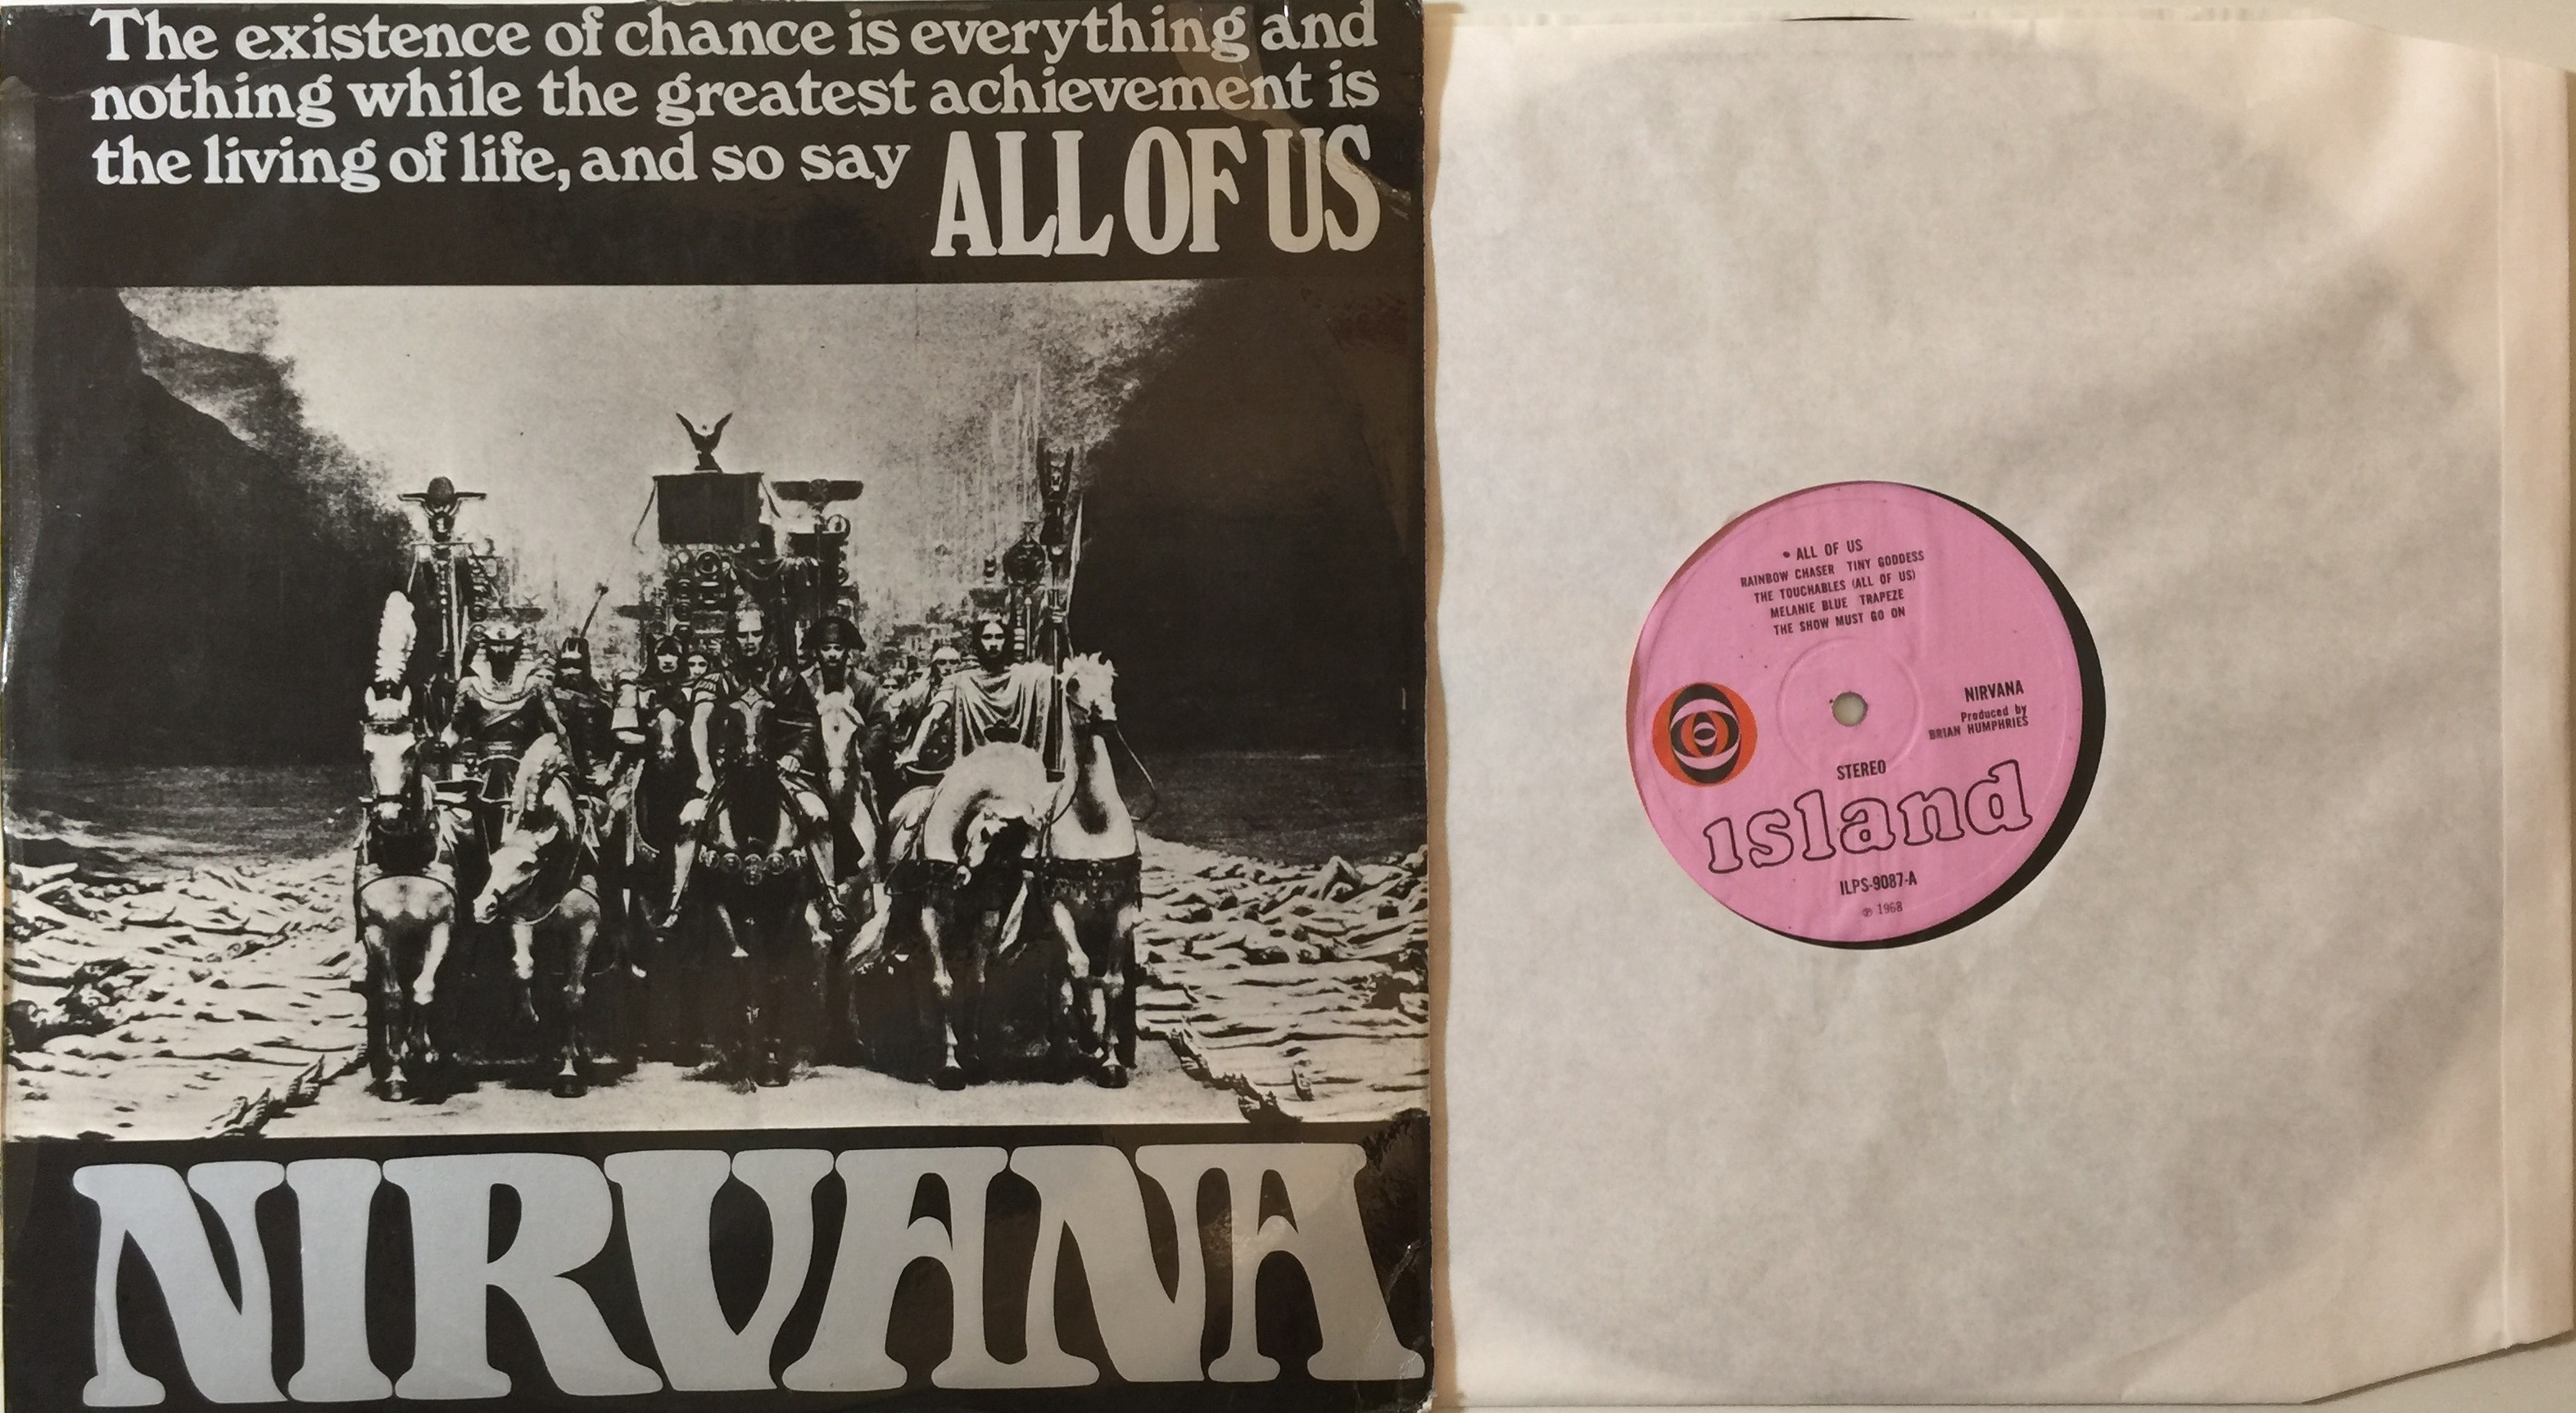 The existence of chance is everything and
nothing while the greatest achievement is
the living of life, and so say ALL OF US
NIRVANA
• ALL OF US
RAINBOW CHASER TINY GODDESS
THE TOUCHABLES (ALL OF US)
MELANIE BLUE TRAPEZE
THE SHOW MUST GO ON
NIRVANA
Produced by
BRIAN HUMPHRIES
STEREO
island
ILPS-9087-A
℗ 1968